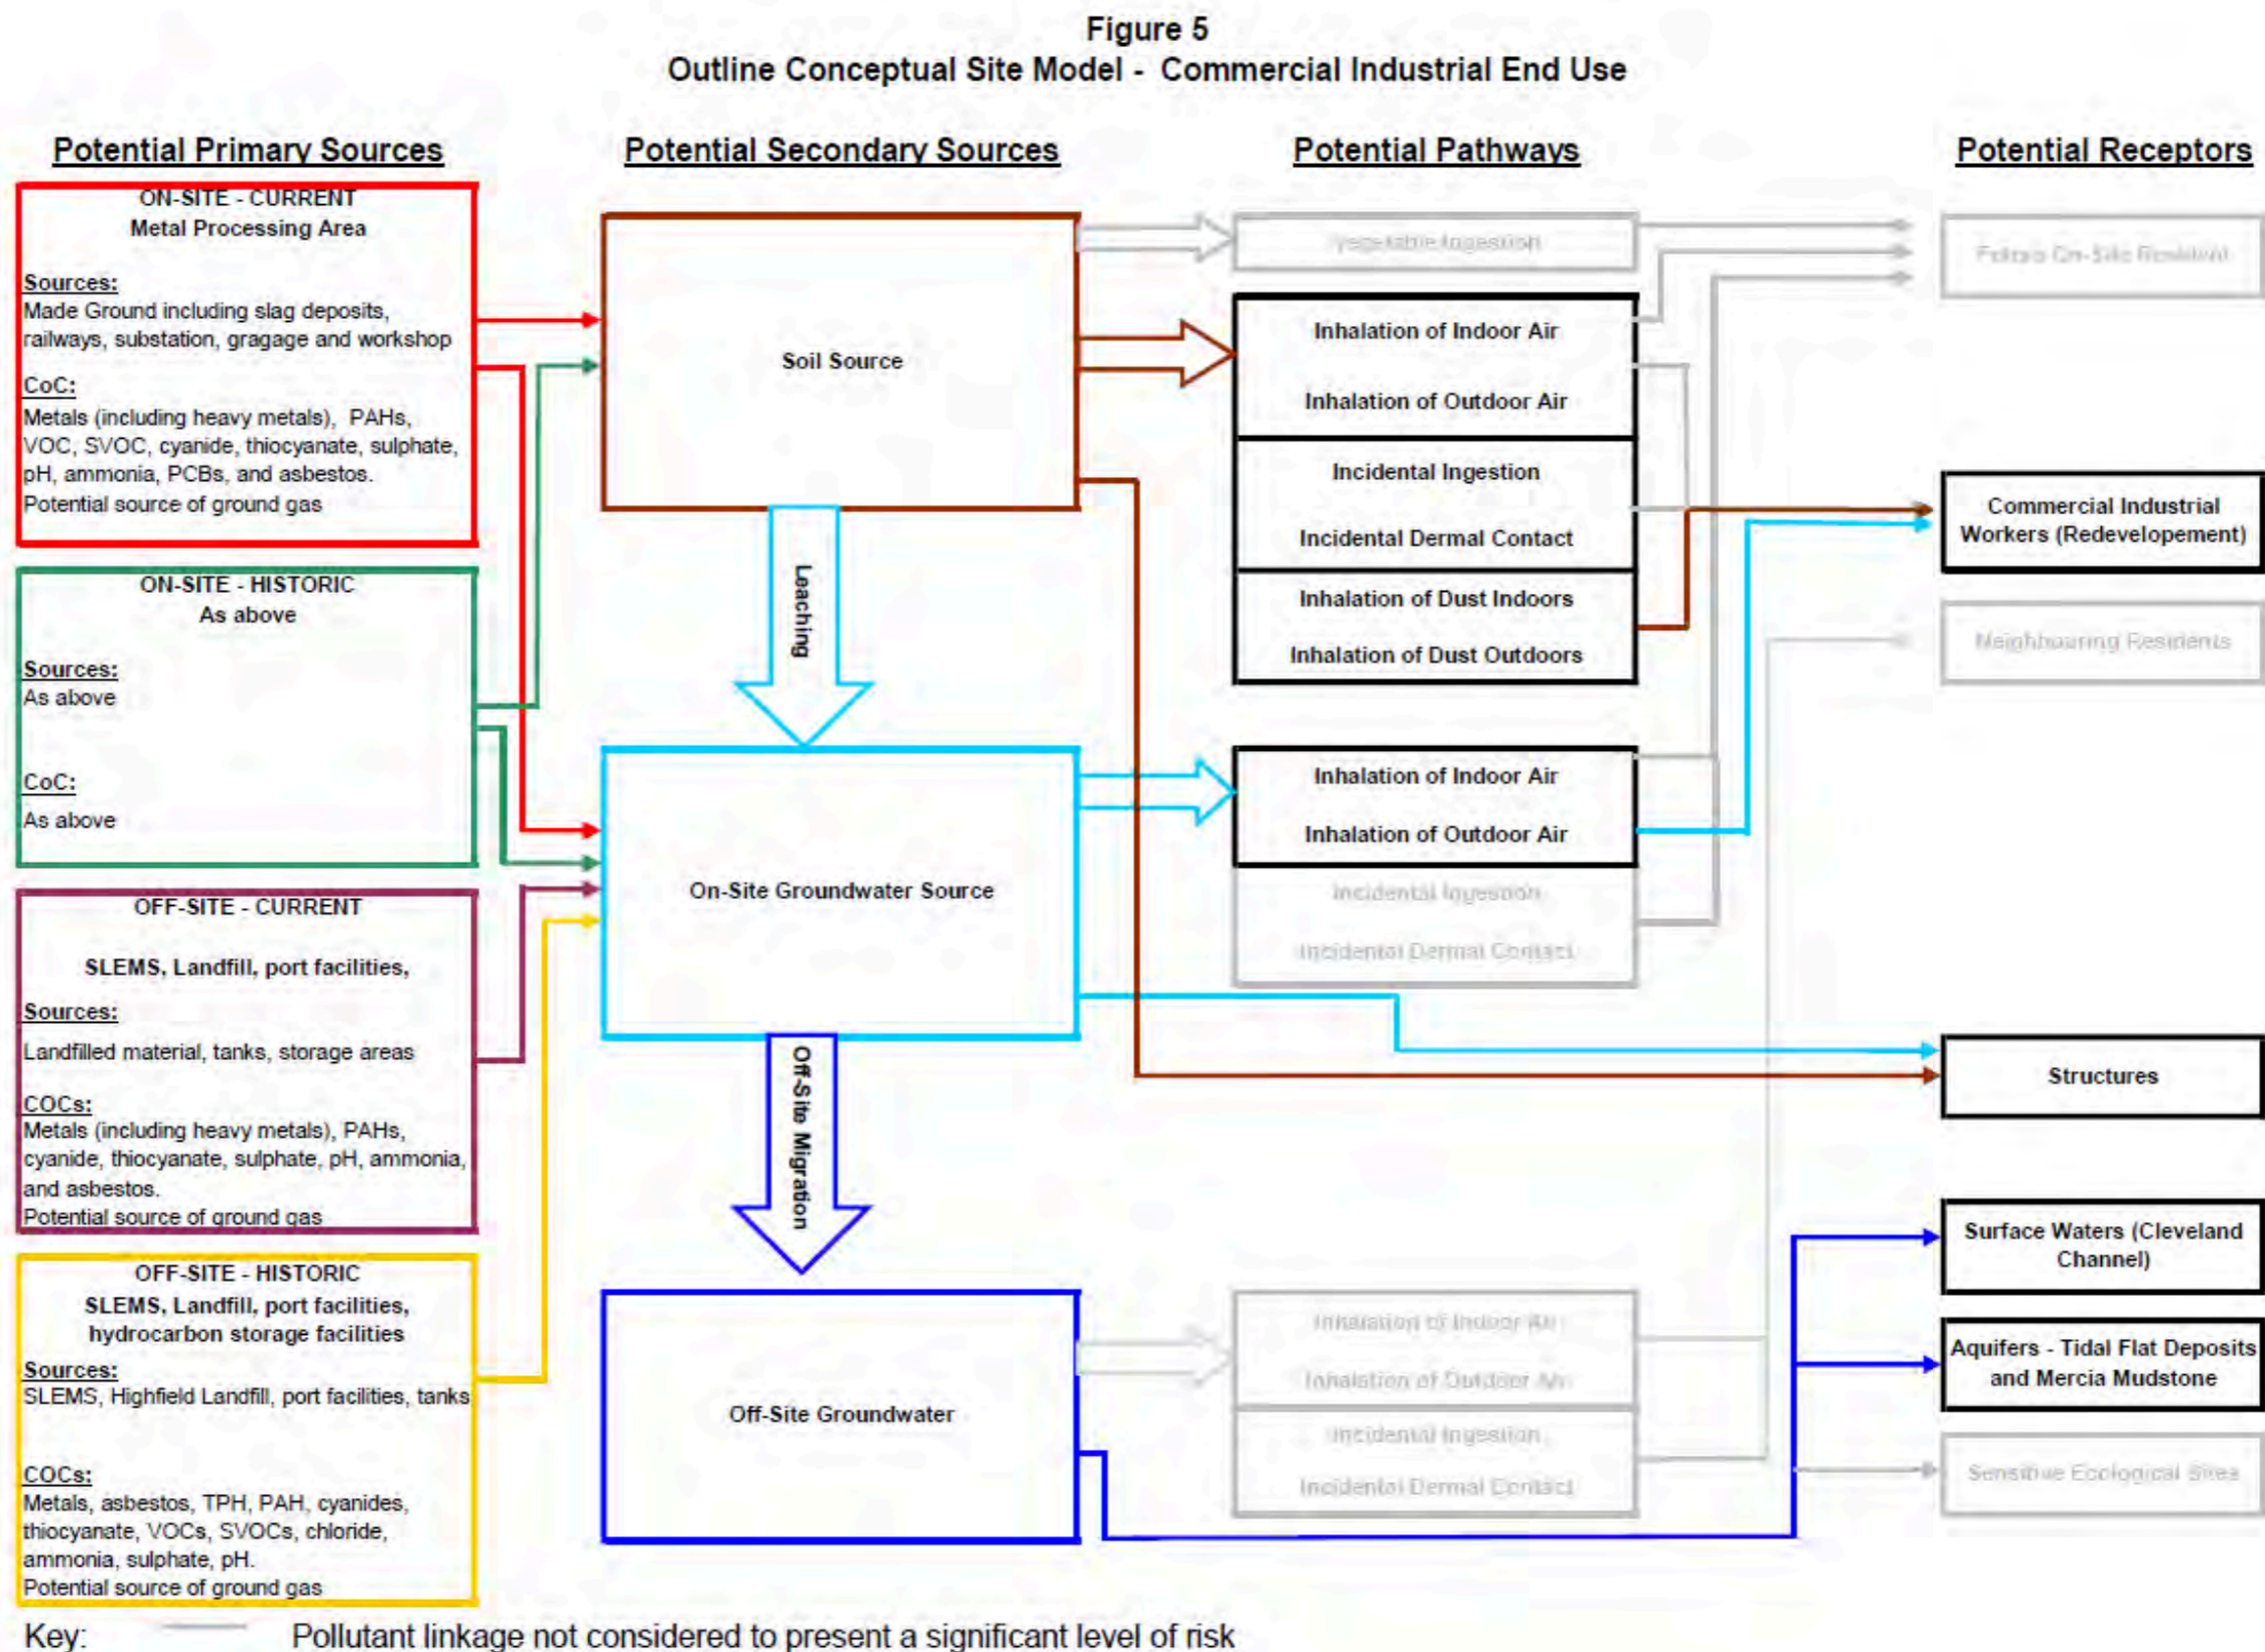 Figure 5
Outline Conceptual Site Model - Commercial Industrial End Use
Potential Primary Sources
Potential Secondary Sources
Potential Pathways
Potential Receptors
ON-SITE - CURRENT
Metal Processing Area
Sources:
Made Ground including slag deposits,
railways, substation, gragage and workshop
CoC:
Metals (including heavy metals), PAHs,
VOC, SVOC, cyanide, thiocyanate, sulphate,
pH, ammonia, PCBs, and asbestos.
Potential source of ground gas
ON-SITE - HISTORIC
As above
Sources:
As above
CoC:
As above
OFF-SITE - CURRENT
SLEMS, Landfill, port facilities,
Sources:
Landfilled material, tanks, storage areas
COCs:
Metals (including heavy metals), PAHs,
cyanide, thiocyanate, sulphate, pH, ammonia,
and asbestos.
Potential source of ground gas
OFF-SITE - HISTORIC
SLEMS, Landfill, port facilities,
hydrocarbon storage facilities
Sources:
SLEMS, Highfield Landfill, port facilities, tanks
COCs:
Metals, asbestos, TPH, PAH, cyanides,
thiocyanate, VOCs, SVOCs, chloride,
ammonia, sulphate, pH.
Potential source of ground gas
Soil Source
Leaching
On-Site Groundwater Source
Off-Site Migration
Off-Site Groundwater
Vegetable Ingestion
Inhalation of Indoor Air
Inhalation of Outdoor Air
Incidental Ingestion
Incidental Dermal Contact
Inhalation of Dust Indoors
Inhalation of Dust Outdoors
Inhalation of Indoor Air
Inhalation of Outdoor Air
Incidental Ingestion
Incidental Dermal Contact
Inhalation of Indoor Air
Inhalation of Outdoor Air
Incidental Ingestion
Incidental Dermal Contact
Future On-Site Resident
Commercial Industrial
Workers (Redevelopement)
Neighbouring Residents
Structures
Surface Waters (Cleveland
Channel)
Aquifers - Tidal Flat Deposits
and Mercia Mudstone
Sensitive Ecological Sites
Key:
Pollutant linkage not considered to present a significant level of risk